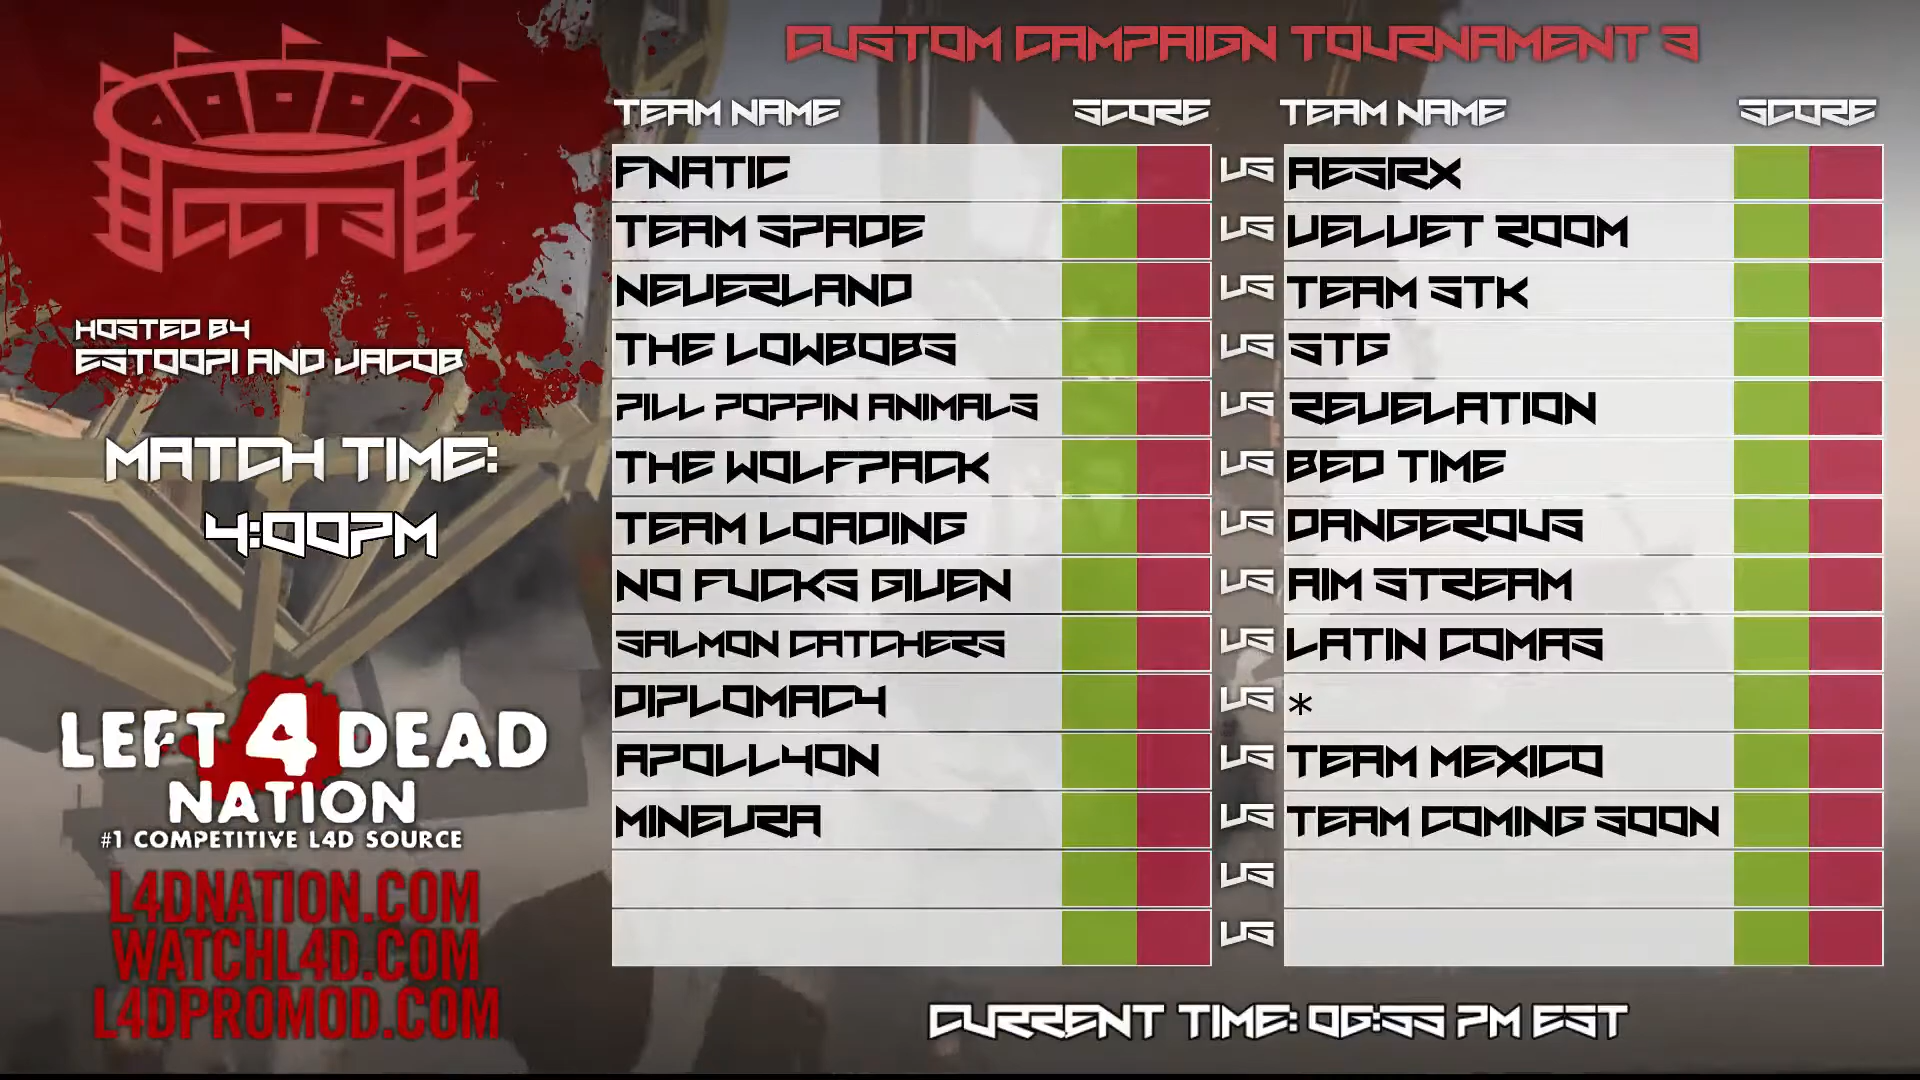 CUSTOM CAMPAIGN TOURNAMENT 3
CCT3
HOSTED BY
ESTOOPI AND JACOB
MATCH TIME:
4:00PM
LEFT 4 DEAD
NATION
#1 COMPETITIVE L4D SOURCE
L4DNATION.COM
WATCHL4D.COM
L4DPROMOD.COM
TEAM NAME SCORE TEAM NAME SCORE
FNATIC VS AESRX
TEAM SPADE VS VELVET ROOM
NEVERLAND VS TEAM STK
THE LOWBOBS VS STG
PILL POPPIN ANIMALS VS REVELATION
THE WOLFPACK VS BED TIME
TEAM LOADING VS DANGEROUS
NO FUCKS GIVEN VS AIM STREAM
SALMON CATCHERS VS LATIN COMAS
DIPLOMACY VS *
APOLLYON VS TEAM MEXICO
MINEURA VS TEAM COMING SOON
VS
VS
CURRENT TIME: 06:55 PM EST